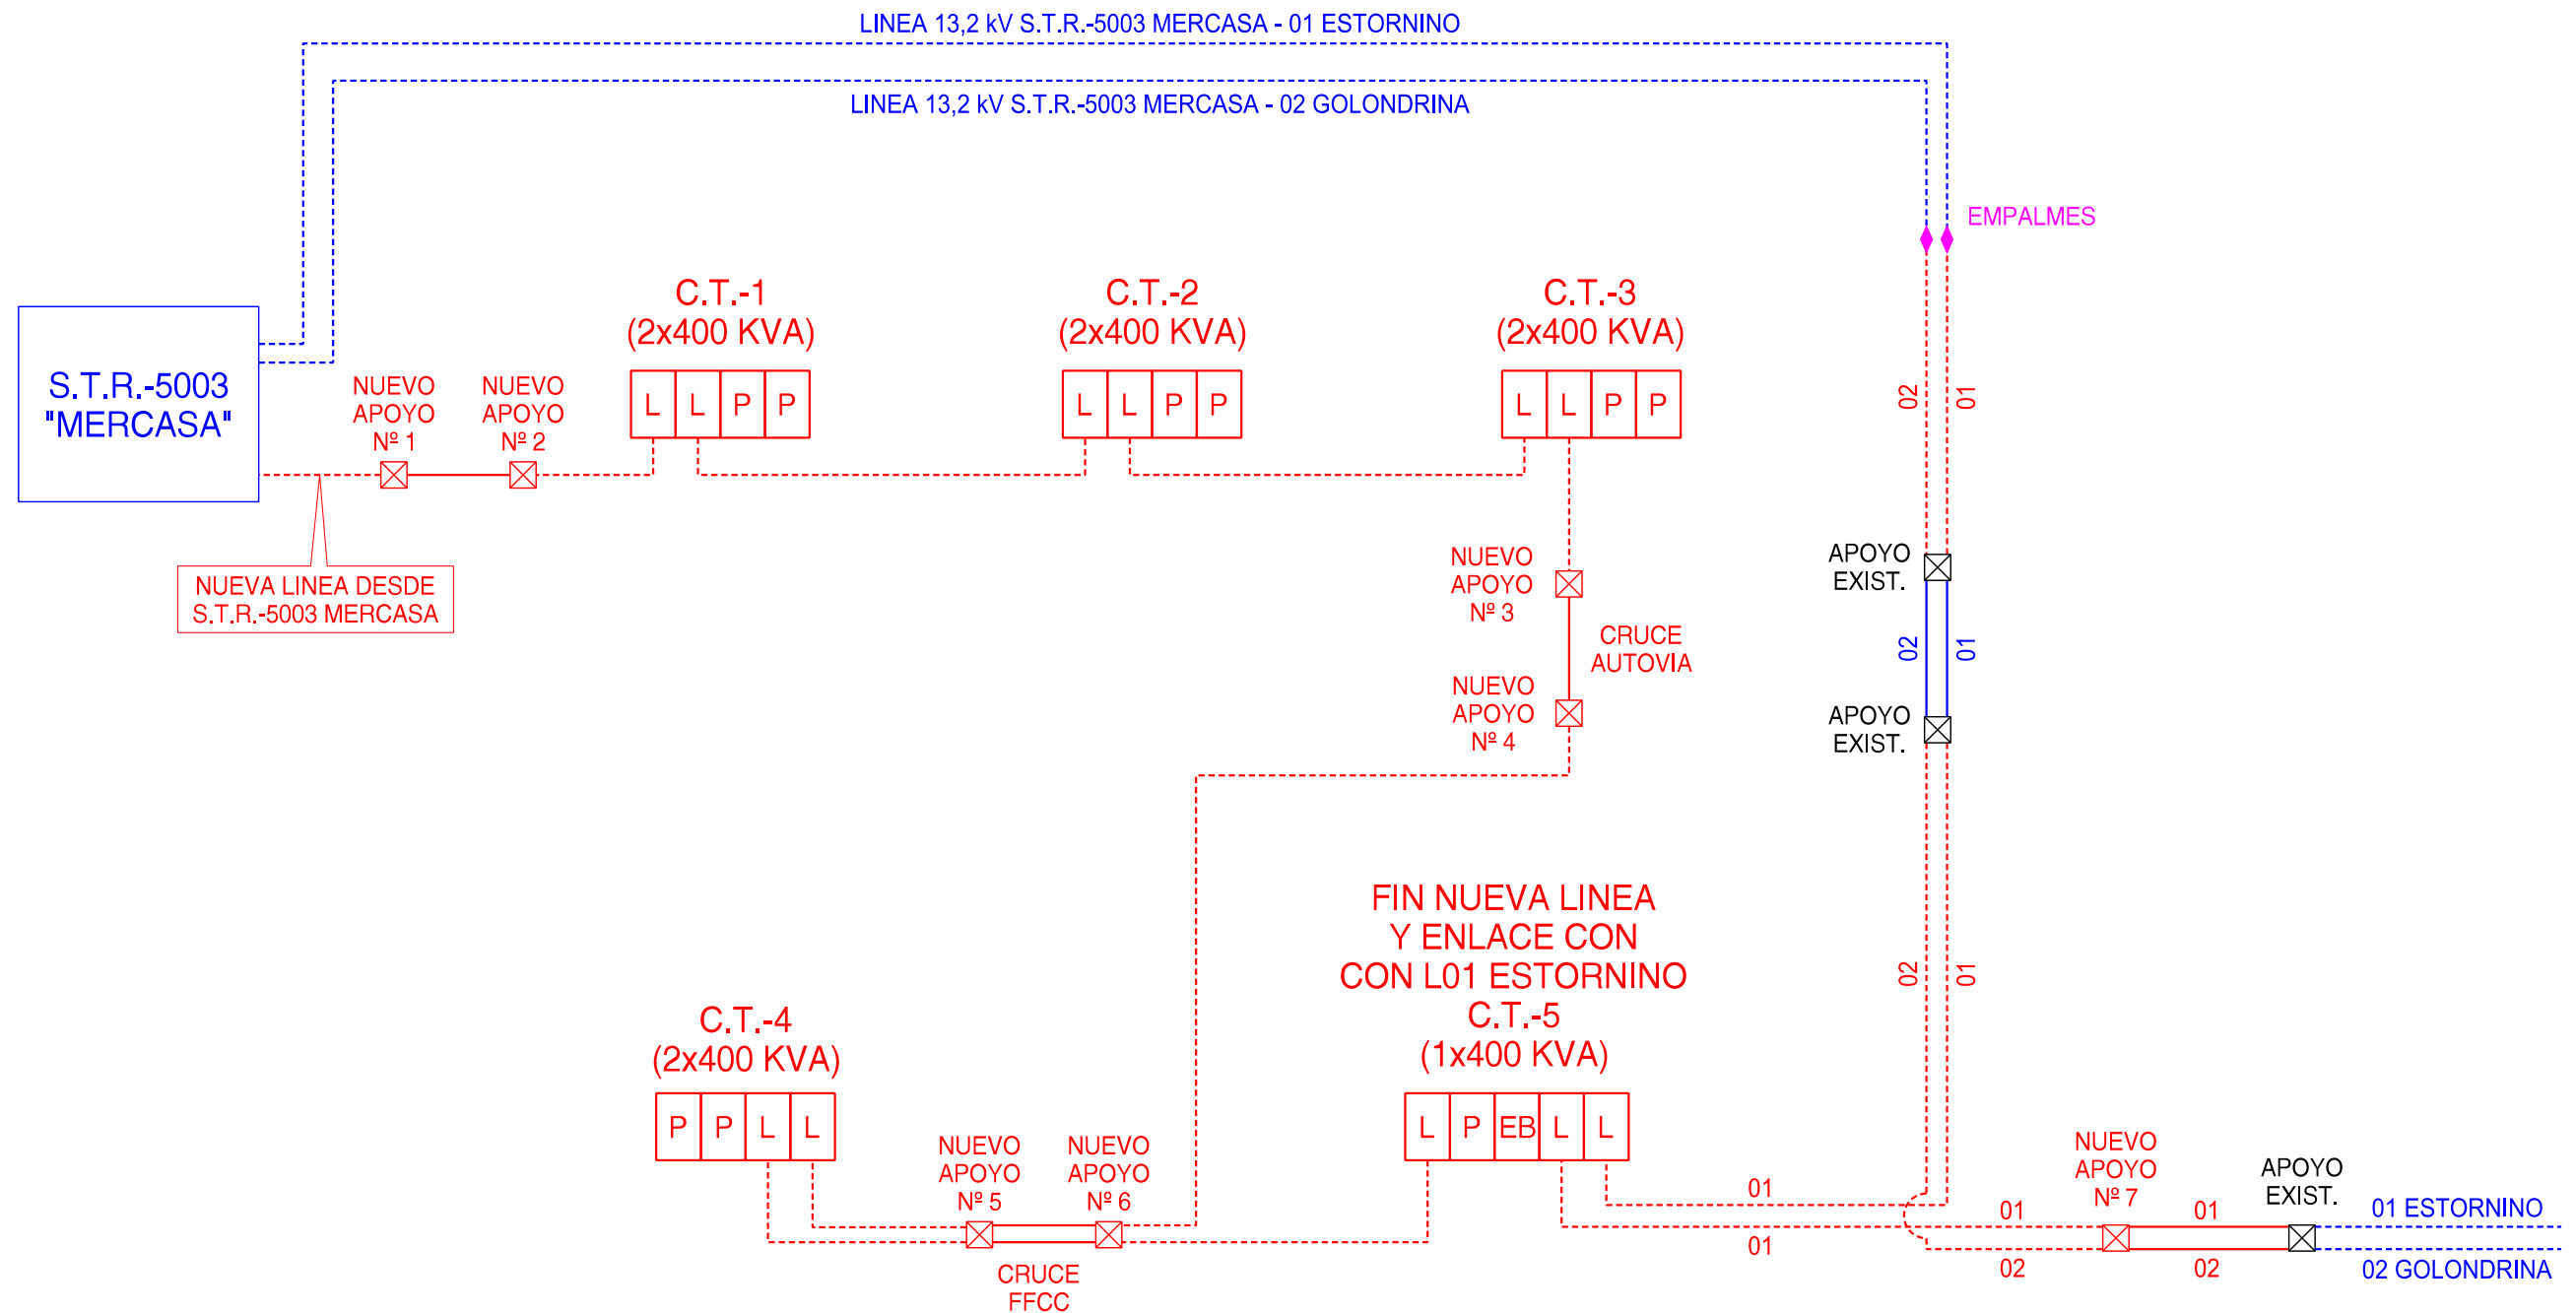 LINEA 13,2 kV S.T.R.-5003 MERCASA - 01 ESTORNINO
LINEA 13,2 kV S.T.R.-5003 MERCASA - 02 GOLONDRINA
EMPALMES
S.T.R.-5003
"MERCASA"
NUEVO
APOYO
Nº 1
NUEVO
APOYO
Nº 2
C.T.-1
(2x400 KVA)
L L P P
C.T.-2
(2x400 KVA)
L L P P
C.T.-3
(2x400 KVA)
L L P P
02
01
NUEVA LINEA DESDE
S.T.R.-5003 MERCASA
NUEVO
APOYO
Nº 3
CRUCE
AUTOVIA
NUEVO
APOYO
Nº 4
APOYO
EXIST.
02
01
APOYO
EXIST.
FIN NUEVA LINEA
Y ENLACE CON
CON L01 ESTORNINO
C.T.-5
(1x400 KVA)
L P EB L L
02
01
C.T.-4
(2x400 KVA)
P P L L
NUEVO
APOYO
Nº 5
NUEVO
APOYO
Nº 6
CRUCE
FFCC
01
01
NUEVO
APOYO
Nº 7
APOYO
EXIST.
01
01
01 ESTORNINO
02
02
02 GOLONDRINA